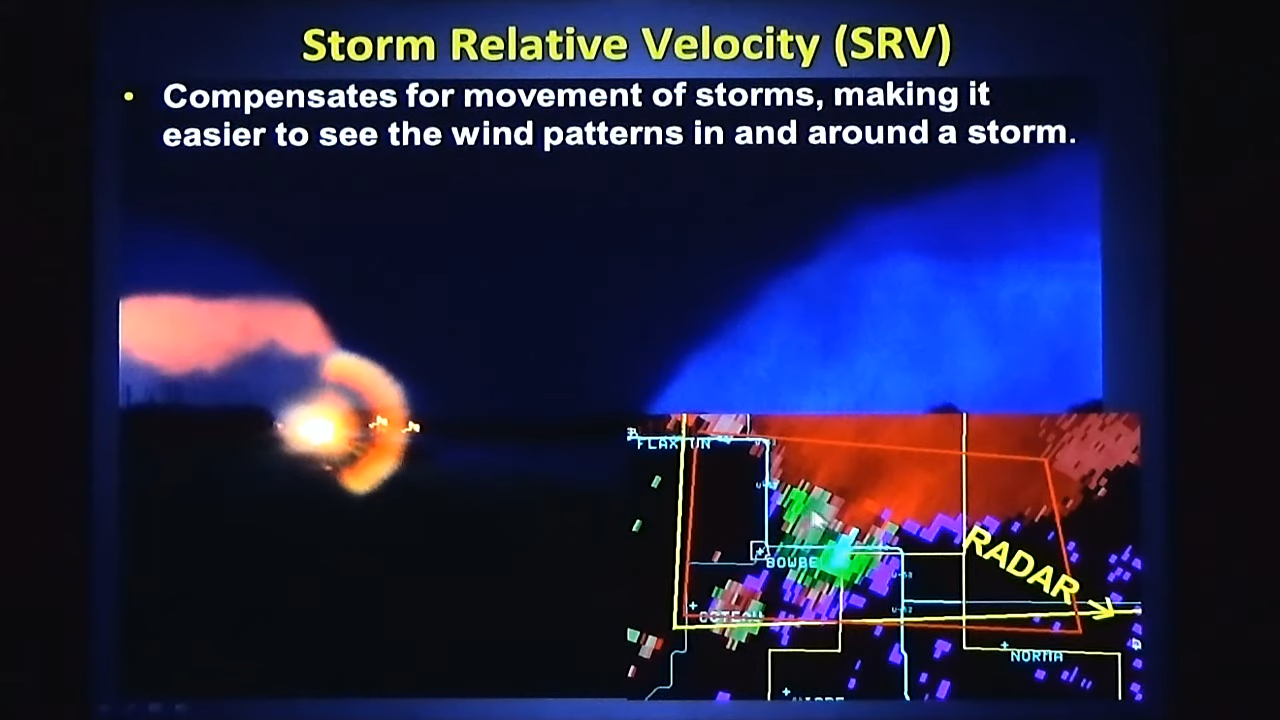 Storm Relative Velocity (SRV)
• Compensates for movement of storms, making it
easier to see the wind patterns in and around a storm.
RADAR
NORMA